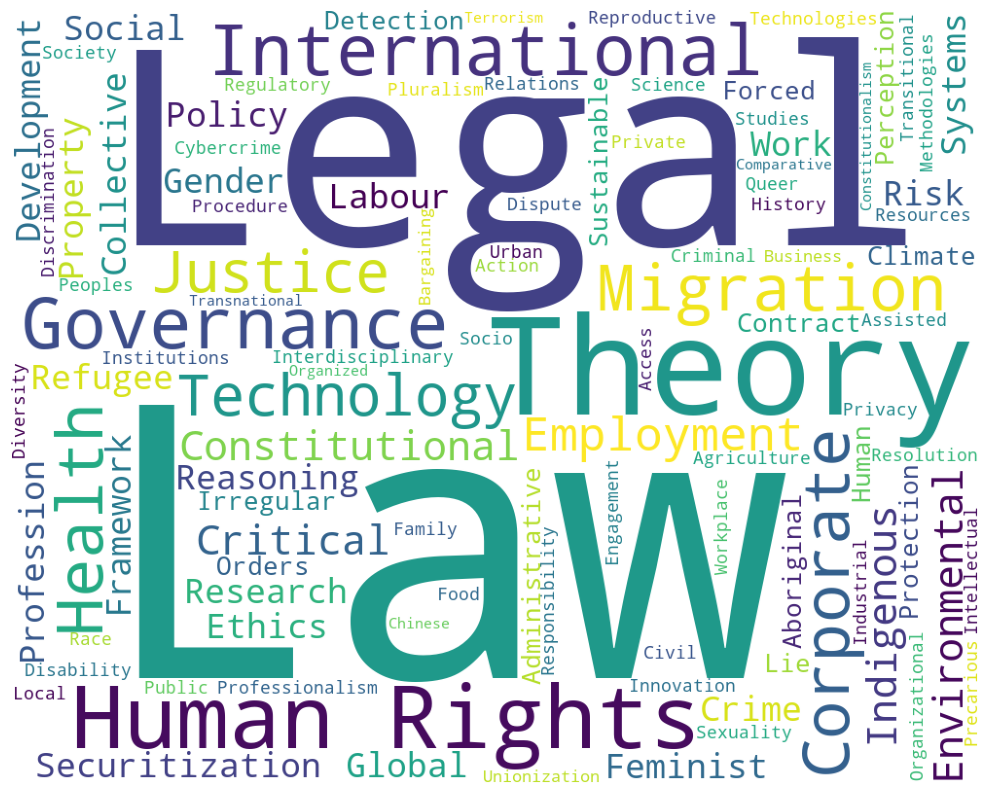 Social
Detection
Terrorism
Reproductive
Technologies
International
Society
Regulatory
Pluralism
Relations
Science
Forced
Policy
Studies
Private
Work
Cybercrime
Comparative
Gender
Labour
Queer
Risk
Procedure
Dispute
History
Resources
Development
Discrimination
Property
Collective
Legal
Sustainable
Constitutionalism
Perception
Transitional
Methodologies
Systems
Urban
Action
Criminal
Business
Climate
Justice
Bargaining
Migration
Peoples
Transnational
Governance
Theory
Contract
Assisted
Socio
Access
Institutions
Interdisciplinary
Organized
Refugee
Technology
Privacy
Diversity
Constitutional
Employment
Agriculture
Resolution
Health
Reasoning
Law
Human
Irregular
Critical
Family
Engagement
Workplace
Corporate
Profession
Framework
Orders
Research
Food
Administrative
Responsibility
Aboriginal
Industrial
Indigenous
Protection
Environmental
Intellectual
Precarious
Organizational
Ethics
Chinese
Race
Civil
Lie
Disability
Local
Public
Professionalism
Innovation
Human Rights
Crime
Sexuality
Securitization
Global
Unionization
Feminist